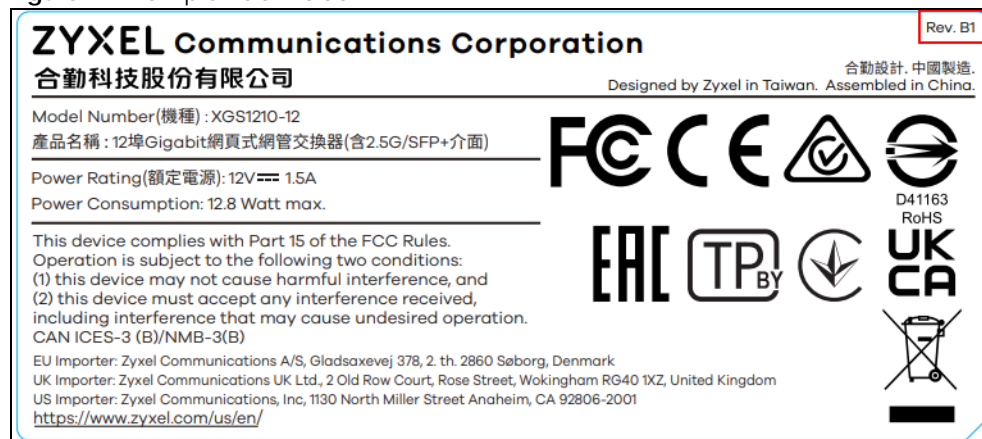 Rev. B1
ZYXEL Communications Corporation
合勤科技股份有限公司
合勤設計. 中國製造.
Designed by Zyxel in Taiwan. Assembled in China.
Model Number(機種) : XGS1210-12
產品名稱 : 12埠Gigabit網頁式網管交換器(含2.5G/SFP+介面)
Power Rating(額定電源): 12V⎓ 1.5A
Power Consumption: 12.8 Watt max.
FC CE
D41163
RoHS
This device complies with Part 15 of the FCC Rules.
Operation is subject to the following two conditions:
(1) this device may not cause harmful interference, and
(2) this device must accept any interference received,
including interference that may cause undesired operation.
CAN ICES-3 (B)/NMB-3(B)
EAC TP BY UK CA
EU Importer: Zyxel Communications A/S, Gladsaxevej 378, 2. th. 2860 Søborg, Denmark
UK Importer: Zyxel Communications UK Ltd., 2 Old Row Court, Rose Street, Wokingham RG40 1XZ, United Kingdom
US Importer: Zyxel Communications, Inc, 1130 North Miller Street Anaheim, CA 92806-2001
https://www.zyxel.com/us/en/